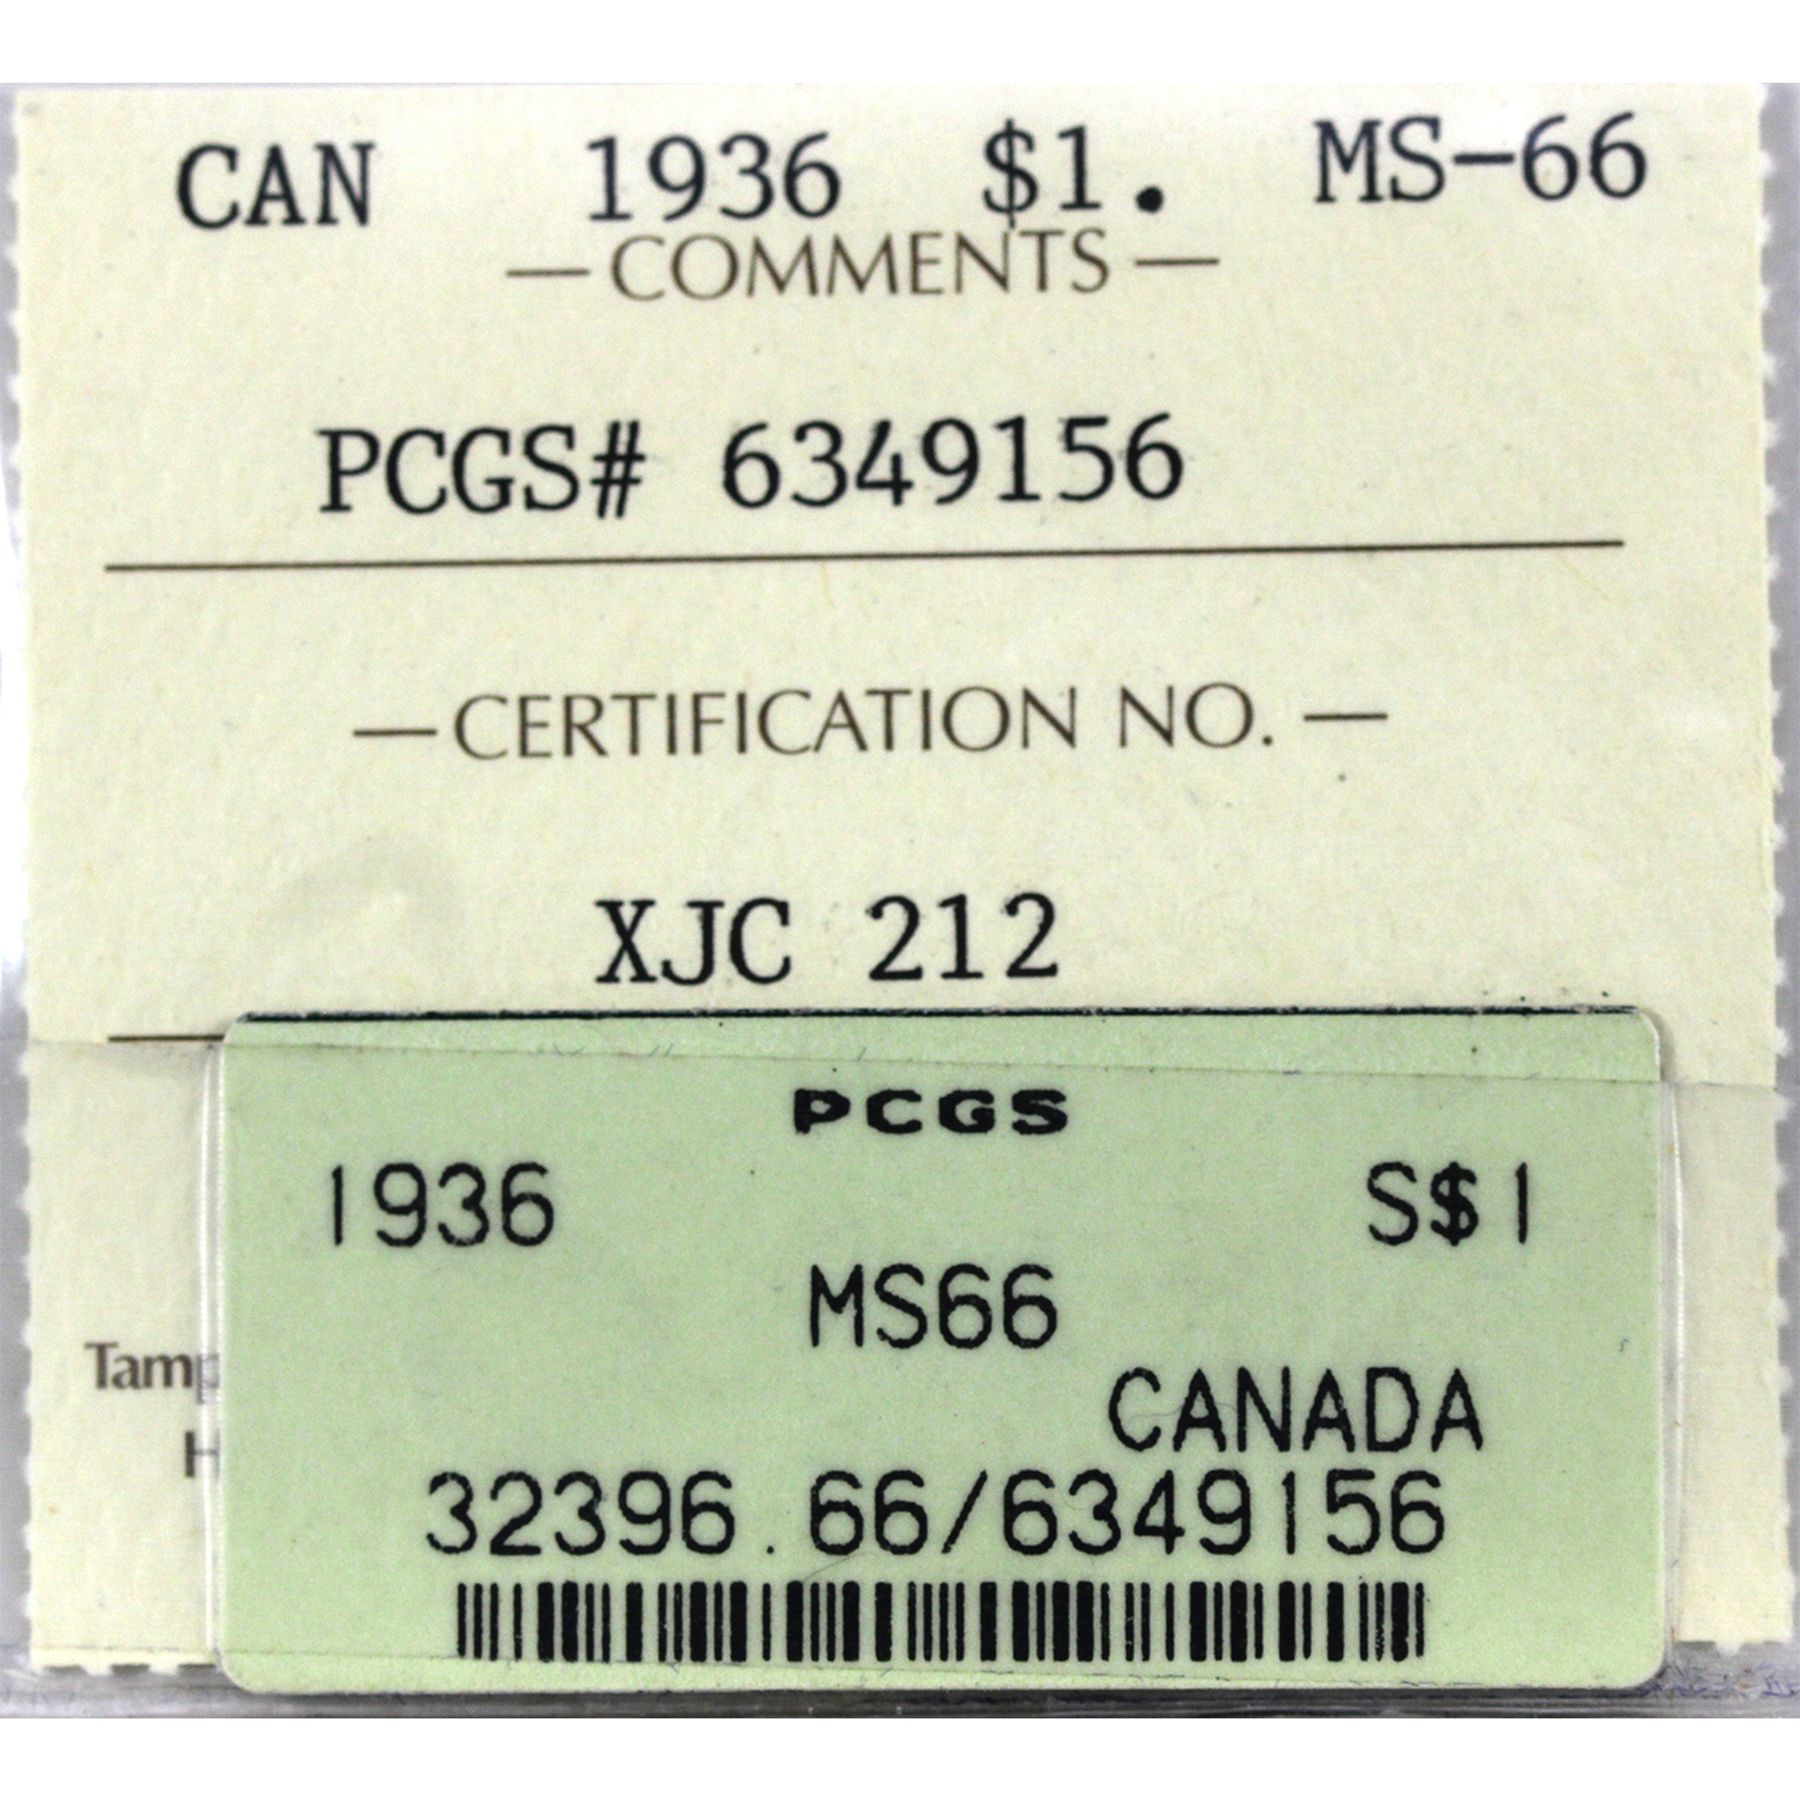 CAN 1936 $1. MS-66
— COMMENTS —
PCGS# 6349156
— CERTIFICATION NO. —
XJC 212
PCGS
1936 S$1
MS66
CANADA
32396.66/6349156